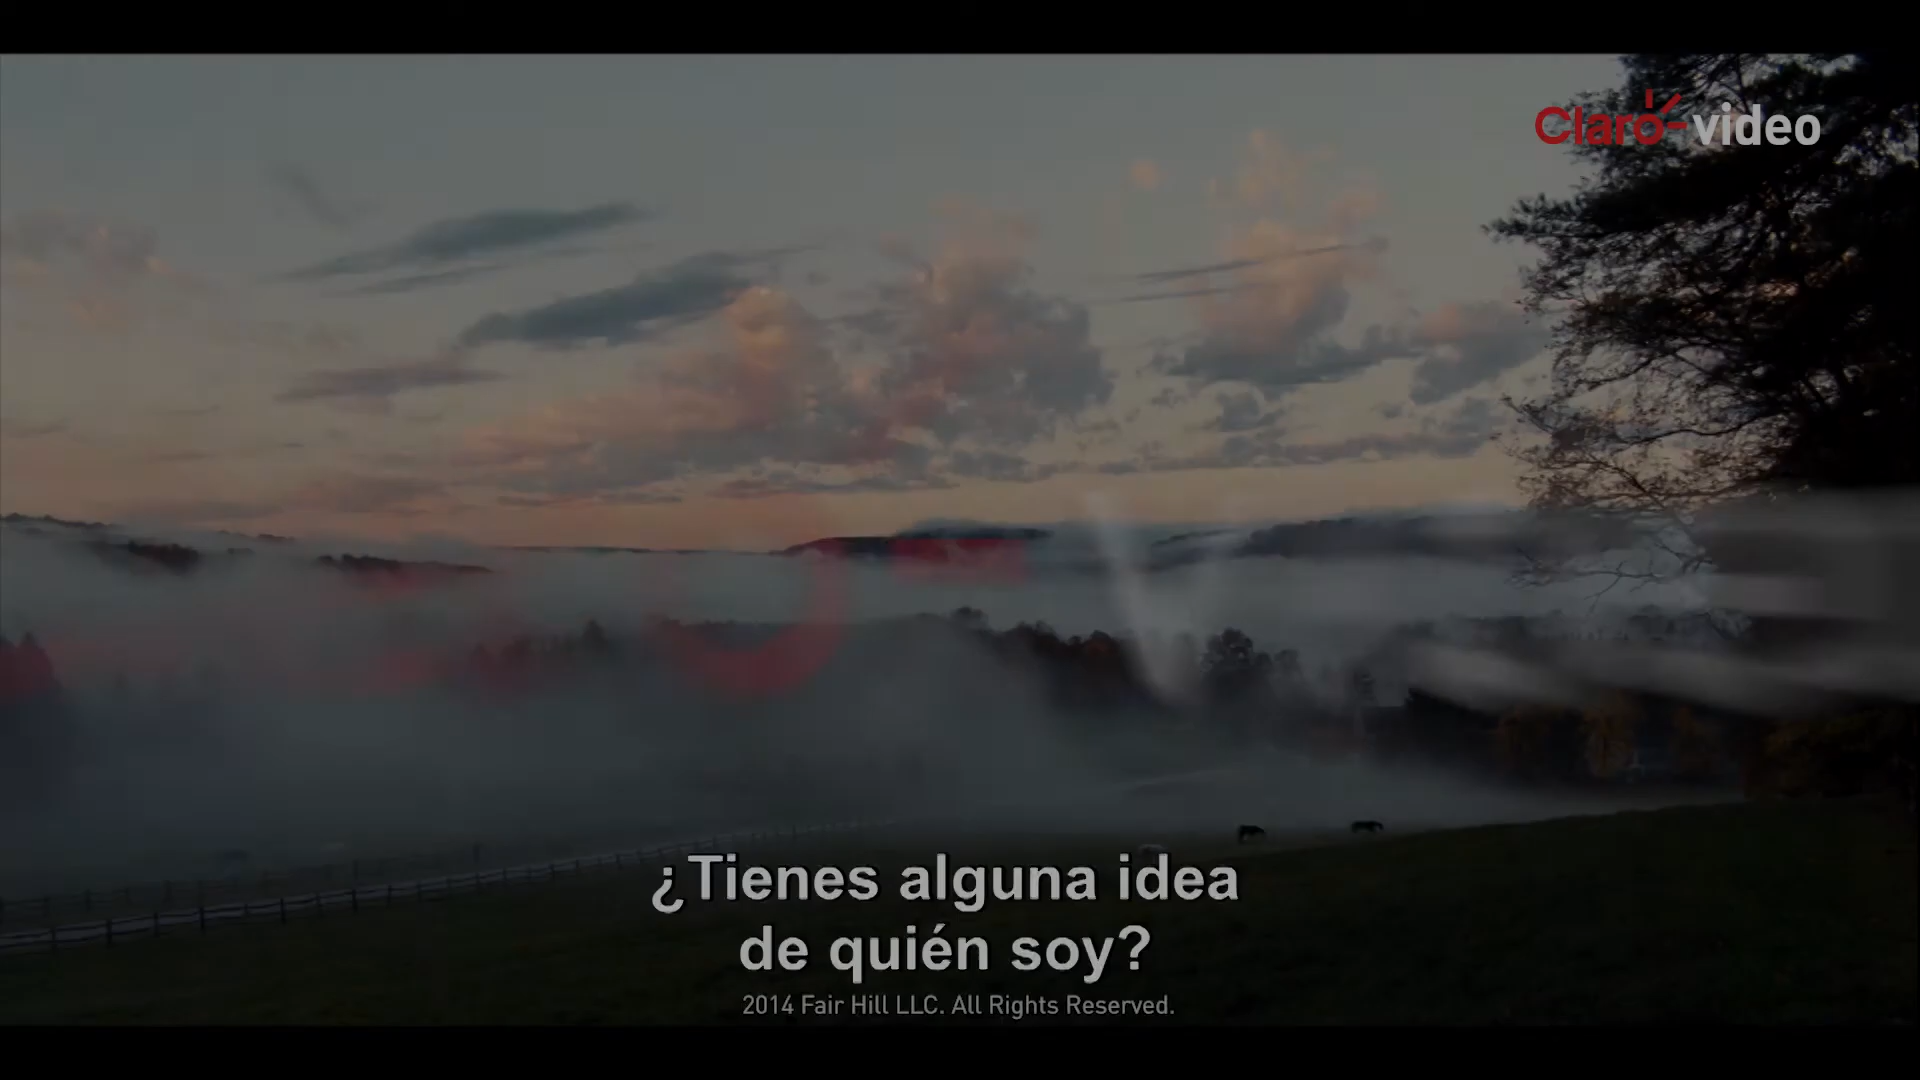 Claro-video
¿Tienes alguna idea
de quién soy?
2014 Fair Hill LLC. All Rights Reserved.